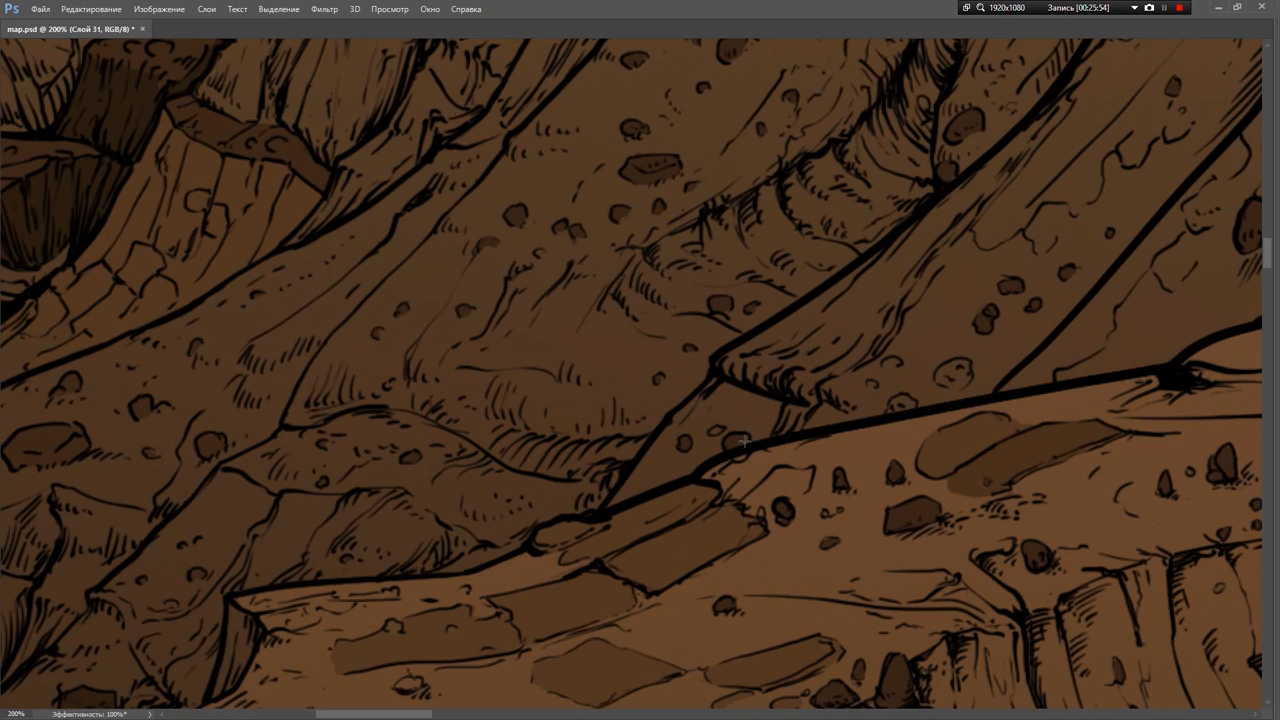 Ps Файл Редактирование Изображение Слои Текст Выделение Фильтр 3D Просмотр Окно Справка 1920x1080 Запись [00:25:54]
map.psd @ 200% (Слой 31, RGB/8) * ×
200% Эффективность: 100%*